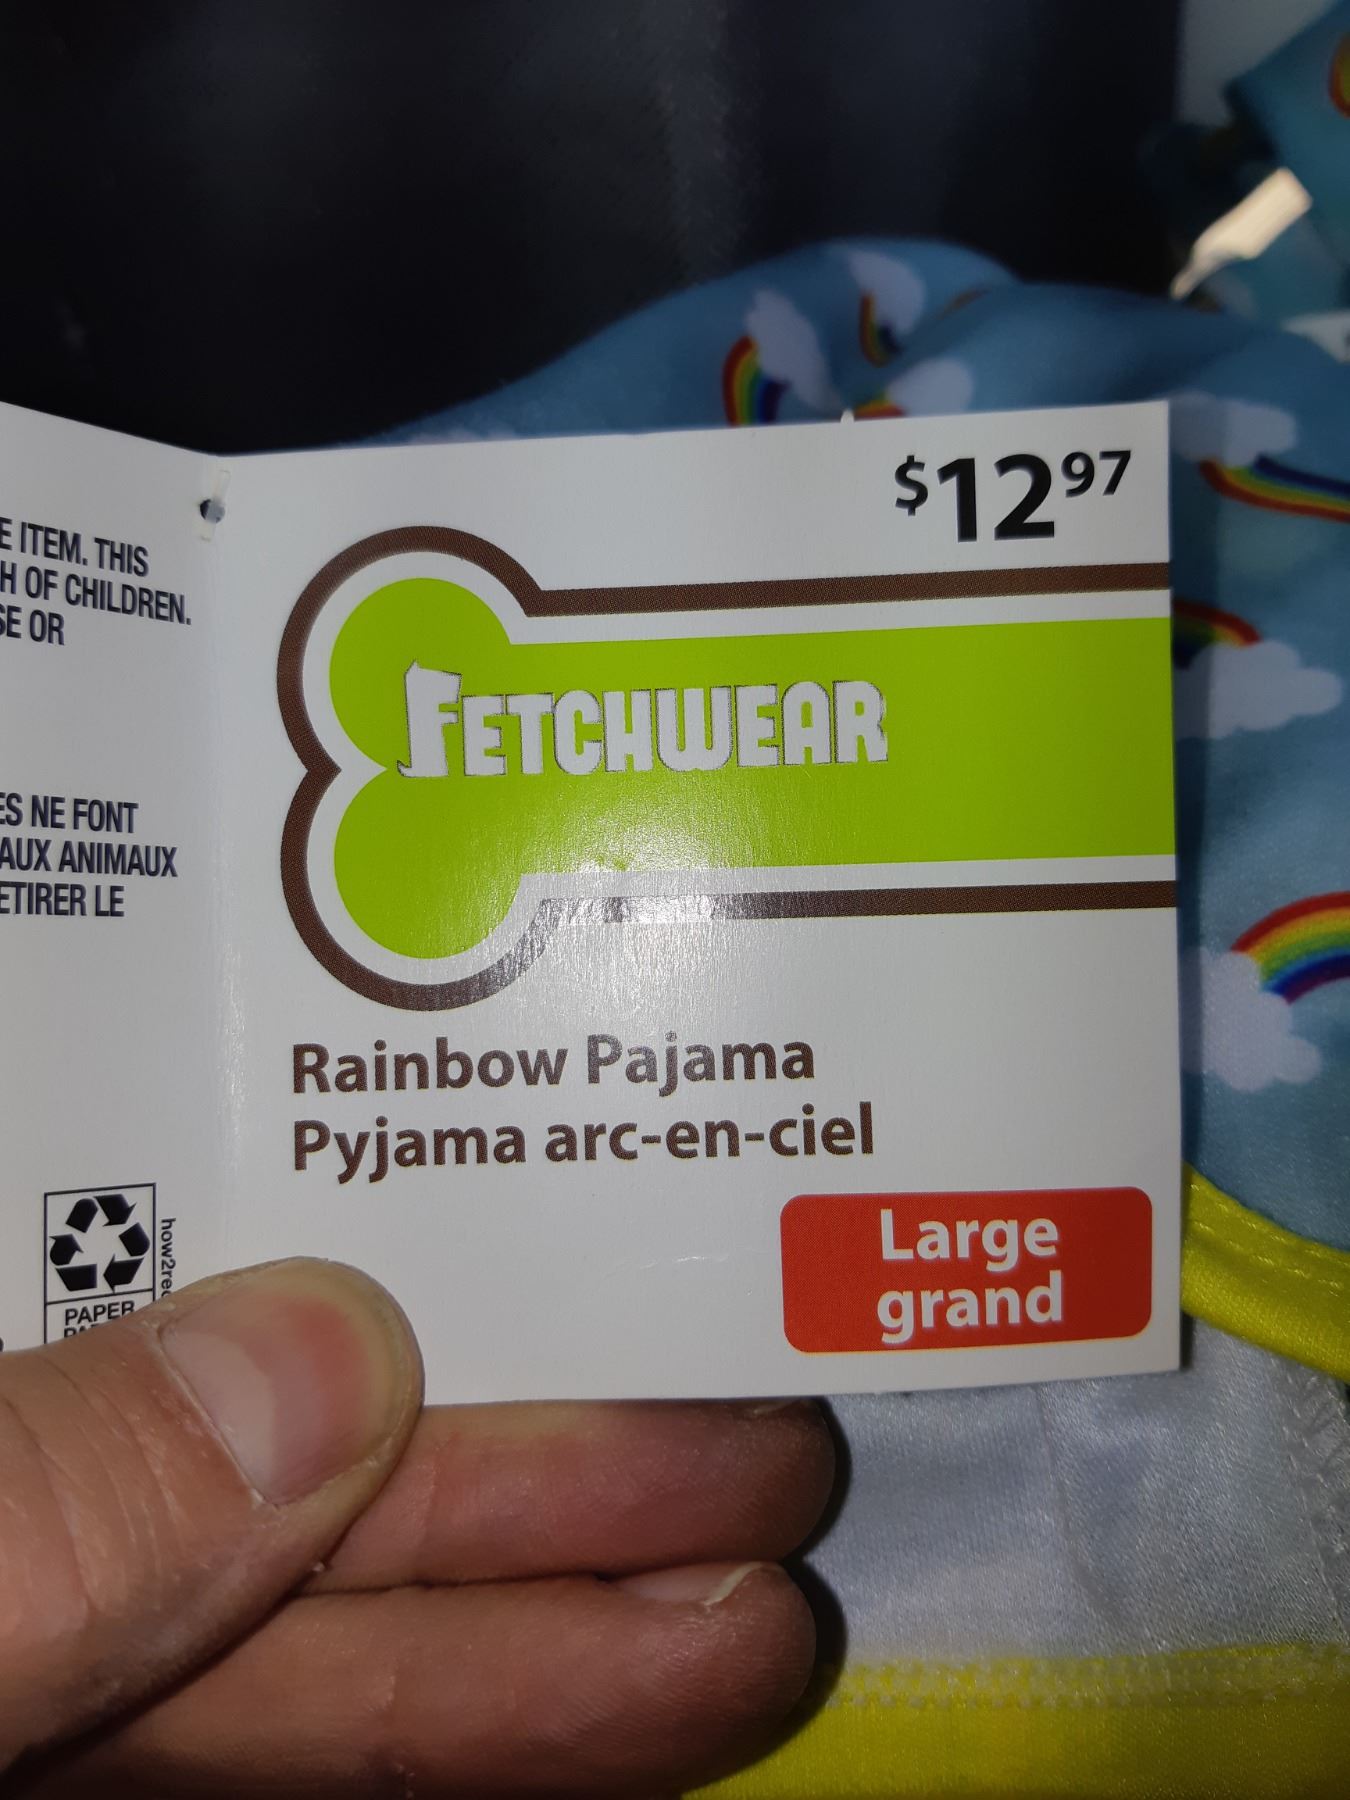 E ITEM. THIS
H OF CHILDREN.
SE OR
ES NE FONT
AUX ANIMAUX
ETIRER LE
PAPER
$12 97
FETCHWEAR
Rainbow Pajama
Pyjama arc-en-ciel
Large
grand